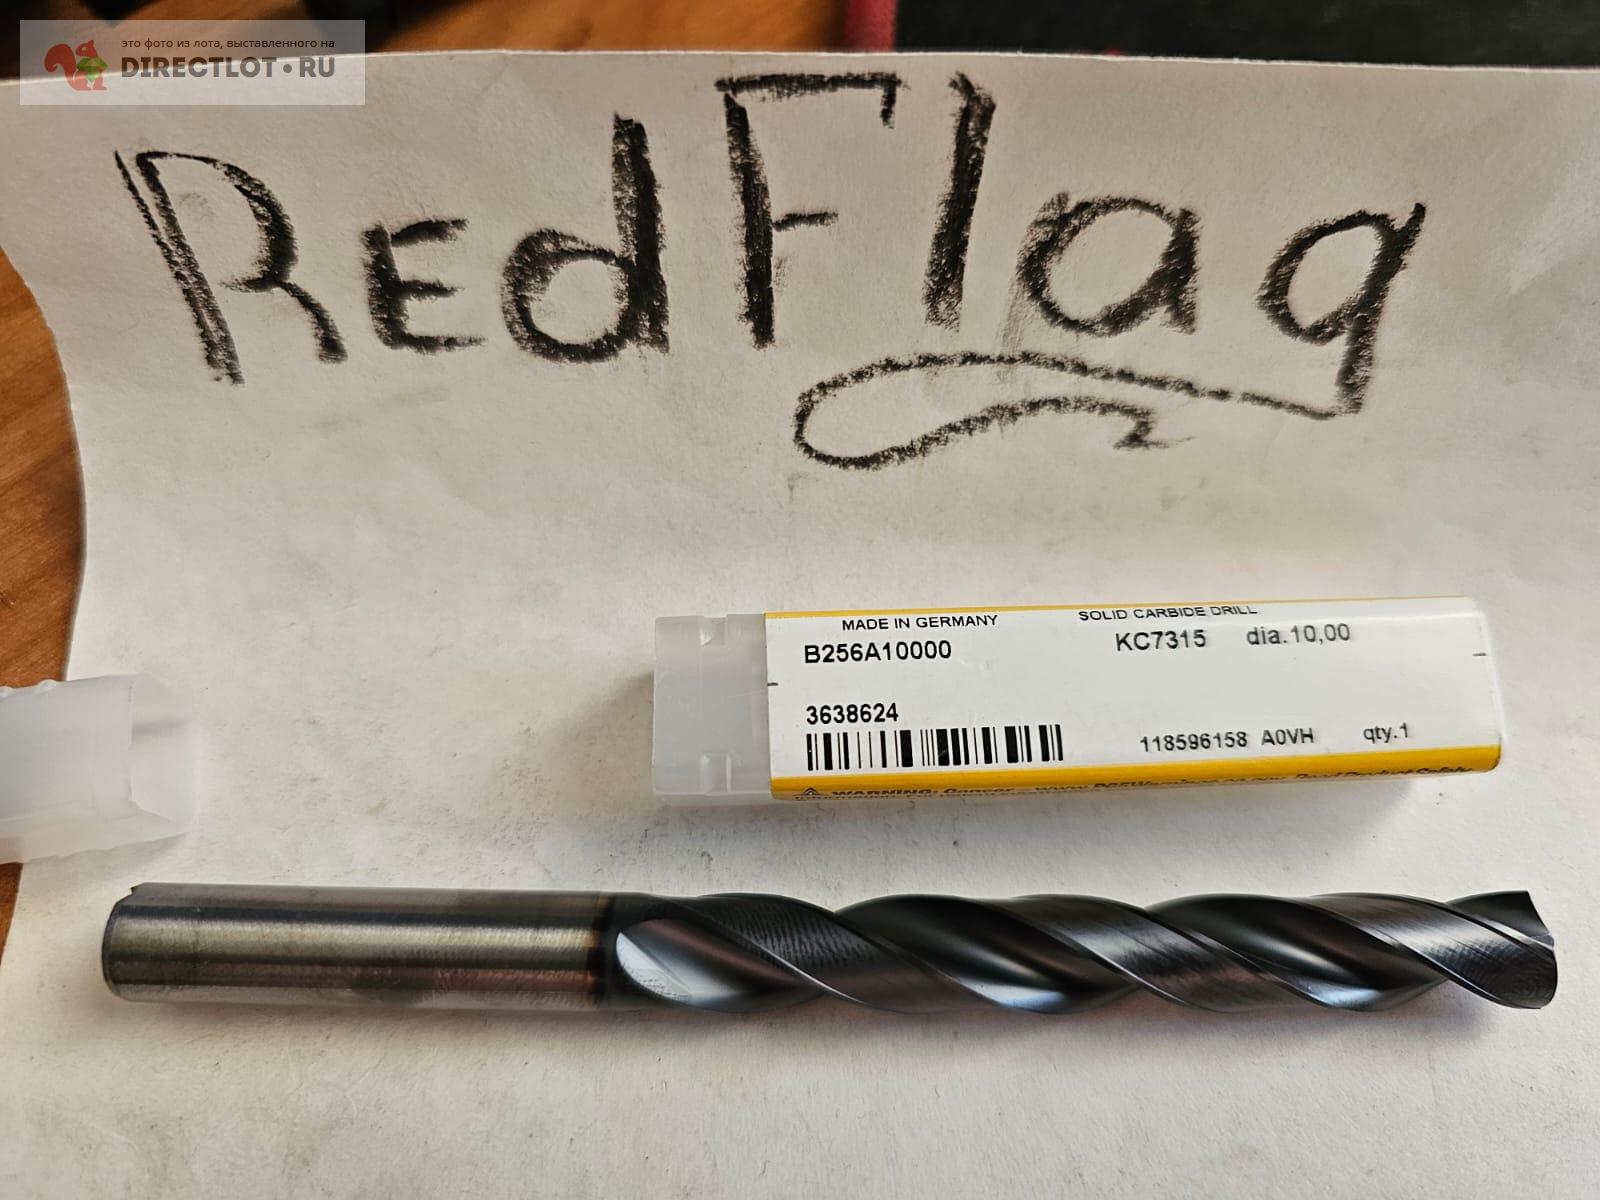 это фото из лота, выставленного на
DIRECTLOT•RU
RedFlag
MADE IN GERMANY SOLID CARBIDE DRILL
B256A10000 KC7315 dia.10,00
3638624
118596158 A0VH qty.1
WARNING: Cancer